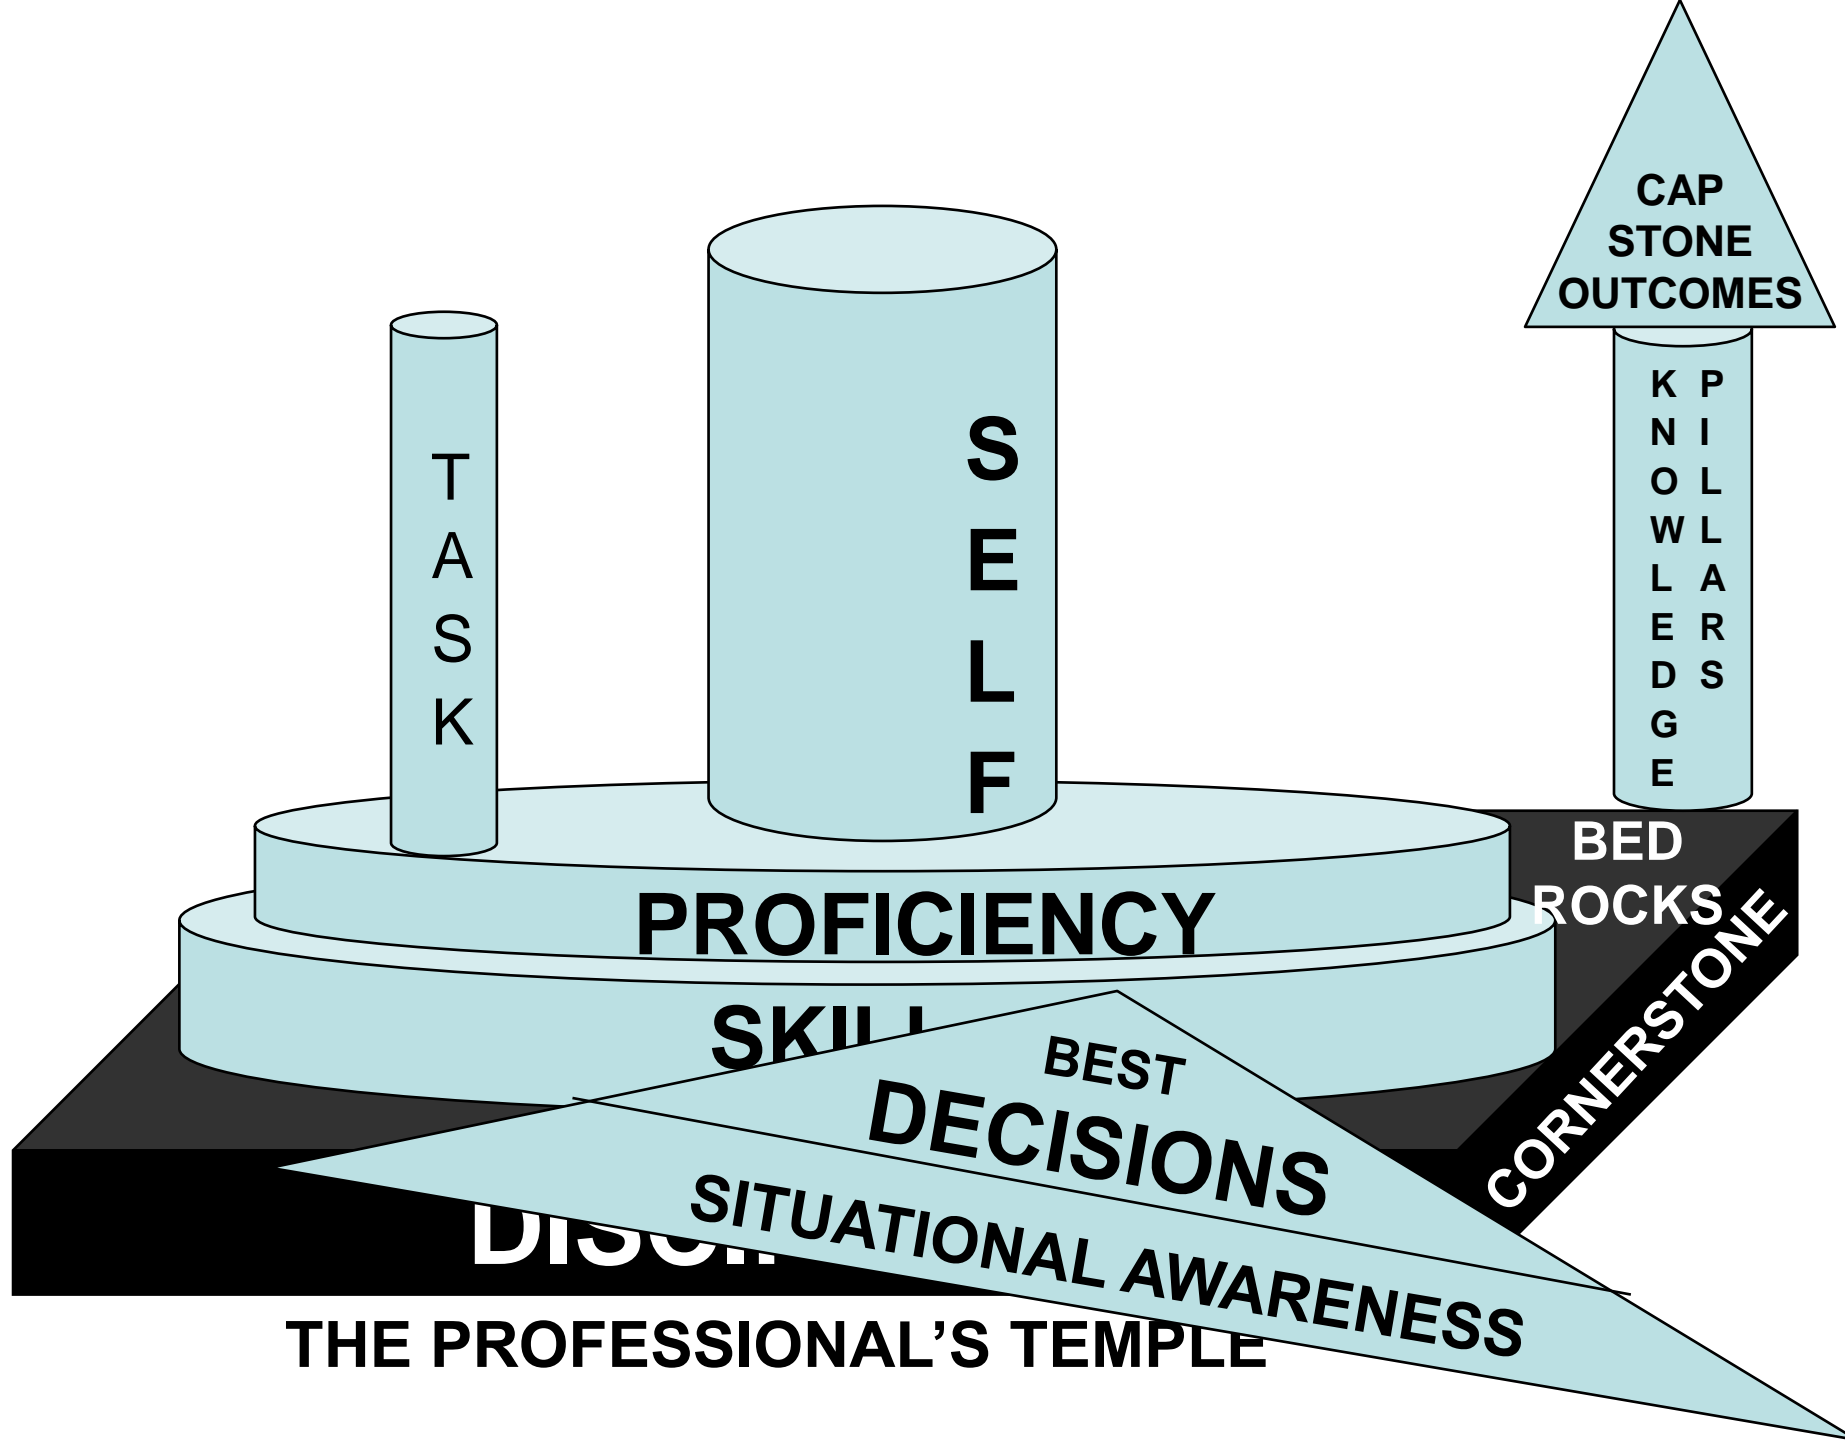 CAP
STONE
OUTCOMES
TASK
SELF
KNOWLEDGE
PILLARS
BED
ROCKS
PROFICIENCY
CORNERSTONE
BEST
DECISIONS
SITUATIONAL AWARENESS
THE PROFESSIONAL’S TEMPLE